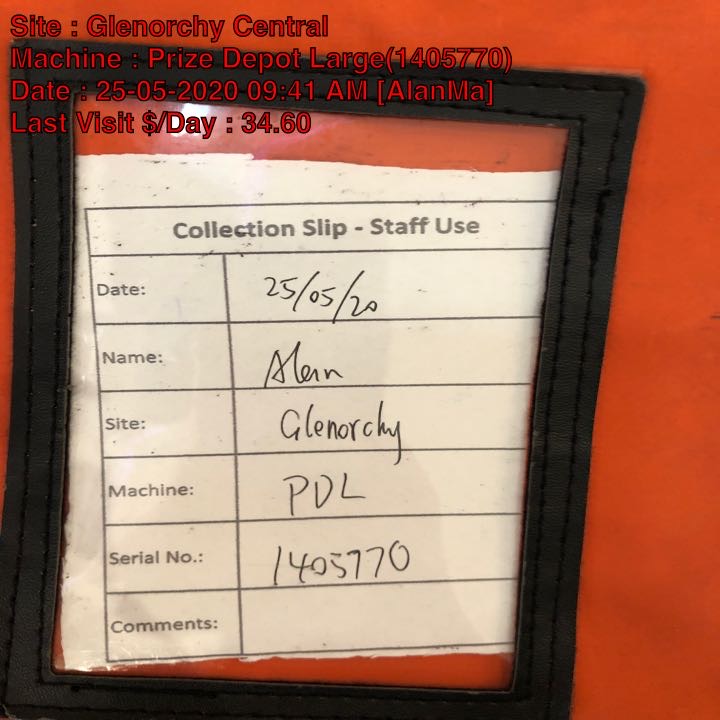 Site : Glenorchy Central
Machine : Prize Depot Large(1405770)
Date : 25-05-2020 09:41 AM [AlanMa]
Last Visit $/Day : 34.60
Collection Slip - Staff Use
Date: 25/05/20
Name: Alan
Site: Glenorchy
Machine: PDL
Serial No.: 1405770
Comments: